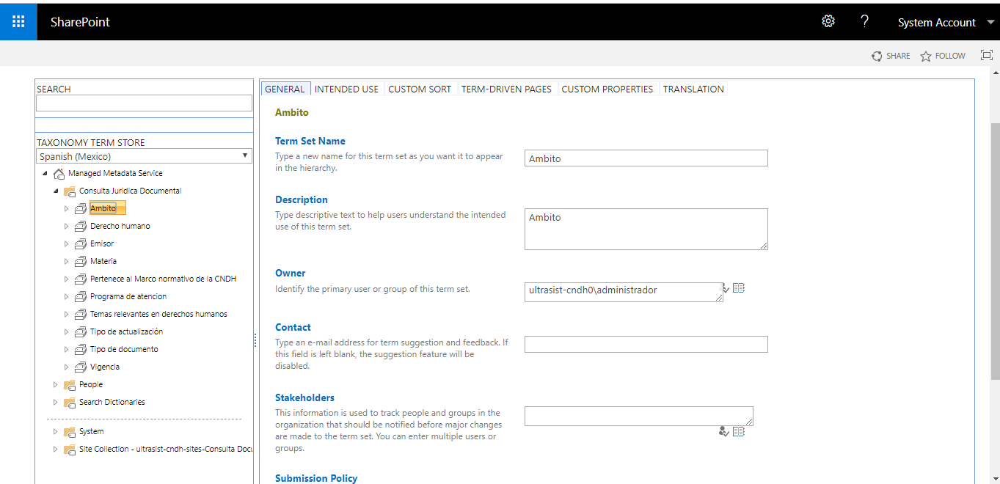 SharePoint
?
System Account
SHARE
FOLLOW
SEARCH
TAXONOMY TERM STORE
Spanish (Mexico)
Managed Metadata Service
Consulta Juridica Documental
Ambito
Derecho humano
Emisor
Materia
Pertenece al Marco normativo de la CNDH
Programa de atencion
Temas relevantes en derechos humanos
Tipo de actualización
Tipo de documento
Vigencia
People
Search Dictionaries
System
Site Collection - ultrasist-cndh-sites-Consulta Docu
GENERAL INTENDED USE CUSTOM SORT TERM-DRIVEN PAGES CUSTOM PROPERTIES TRANSLATION
Ambito
Term Set Name
Type a new name for this term set as you want it to appear
in the hierarchy.
Ambito
Description
Type descriptive text to help users understand the intended
use of this term set.
Ambito
Owner
Identify the primary user or group of this term set.
ultrasist-cndh0\administrador
Contact
Type an e-mail address for term suggestion and feedback. If
this field is left blank, the suggestion feature will be
disabled.
Stakeholders
This information is used to track people and groups in the
organization that should be notified before major changes
are made to the term set. You can enter multiple users or
groups.
Submission Policy